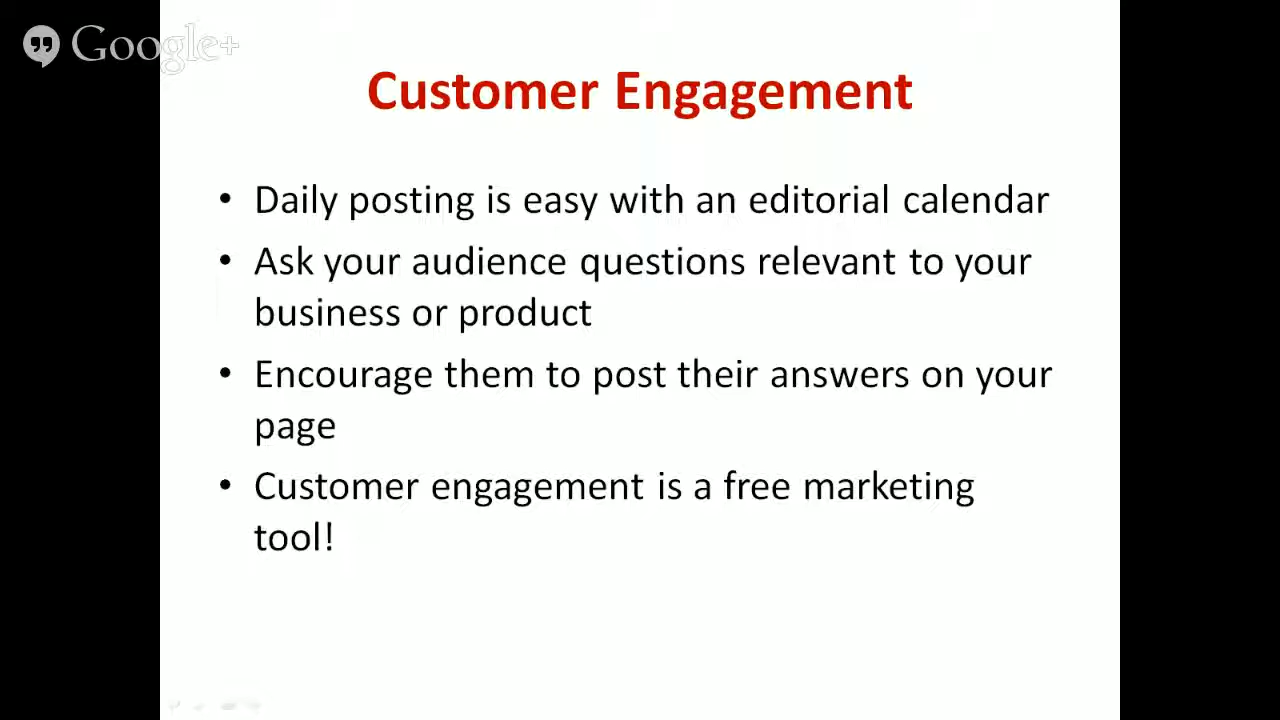 Google+
Customer Engagement
• Daily posting is easy with an editorial calendar
• Ask your audience questions relevant to your
business or product
• Encourage them to post their answers on your
page
• Customer engagement is a free marketing
tool!